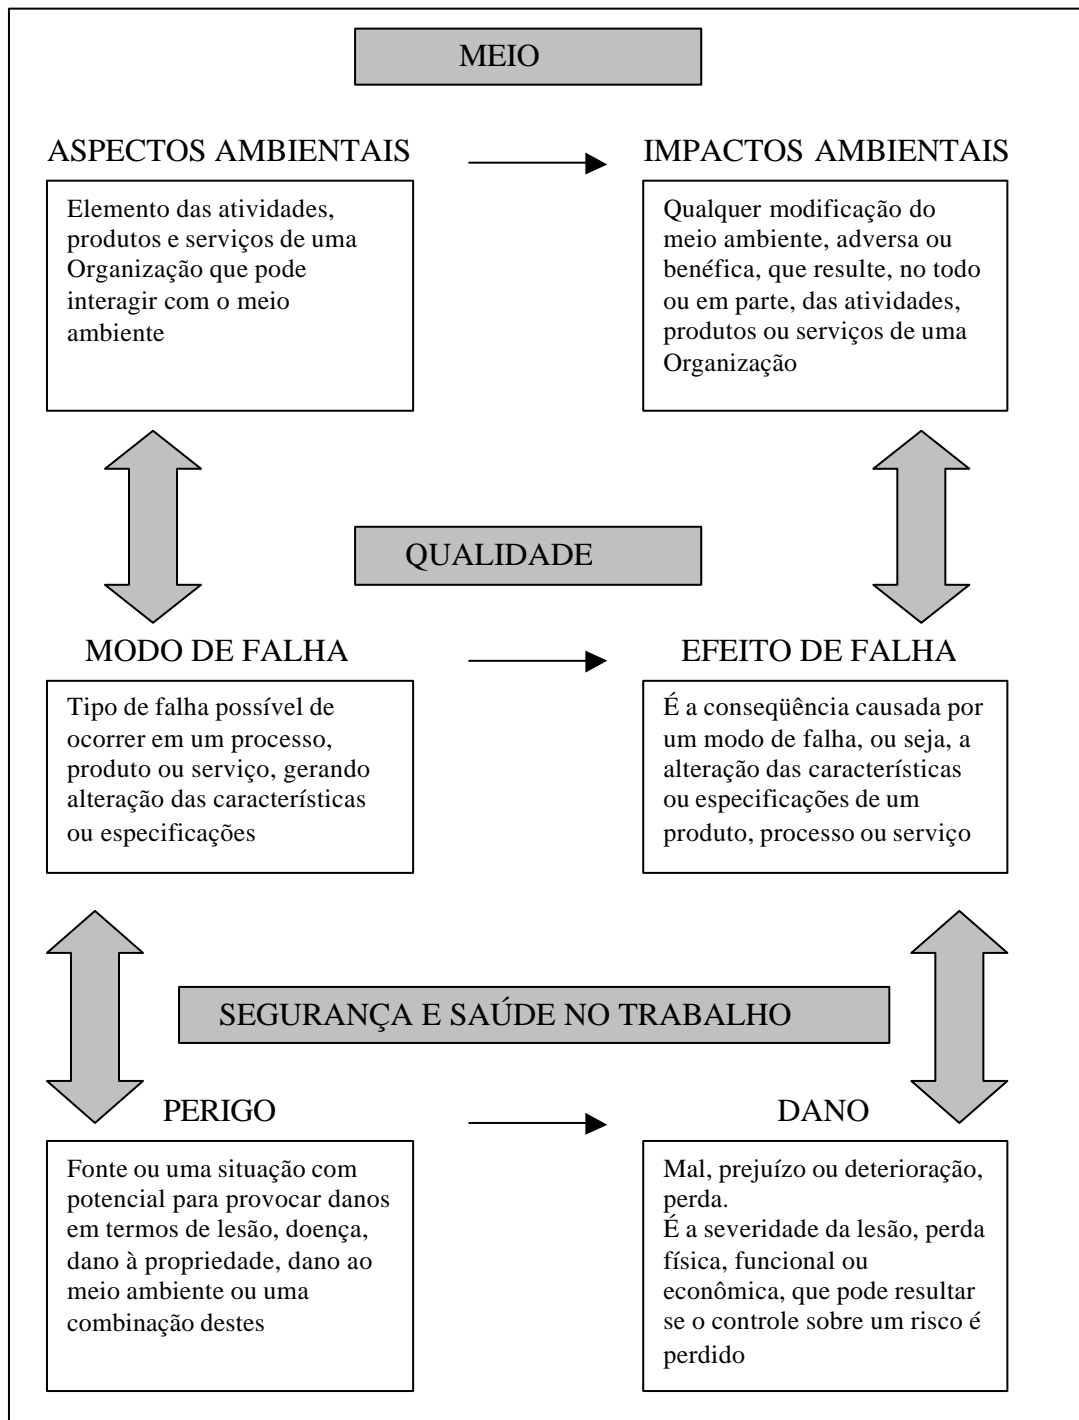 MEIO
ASPECTOS AMBIENTAIS
IMPACTOS AMBIENTAIS
Elemento das atividades,
produtos e serviços de uma
Organização que pode
interagir com o meio
ambiente
Qualquer modificação do
meio ambiente, adversa ou
benéfica, que resulte, no todo
ou em parte, das atividades,
produtos ou serviços de uma
Organização
QUALIDADE
MODO DE FALHA
EFEITO DE FALHA
Tipo de falha possível de
ocorrer em um processo,
produto ou serviço, gerando
alteração das características
ou especificações
É a conseqüência causada por
um modo de falha, ou seja, a
alteração das características
ou especificações de um
produto, processo ou serviço
SEGURANÇA E SAÚDE NO TRABALHO
PERIGO
DANO
Fonte ou uma situação com
potencial para provocar danos
em termos de lesão, doença,
dano à propriedade, dano ao
meio ambiente ou uma
combinação destes
Mal, prejuízo ou deterioração,
perda.
É a severidade da lesão, perda
física, funcional ou
econômica, que pode resultar
se o controle sobre um risco é
perdido